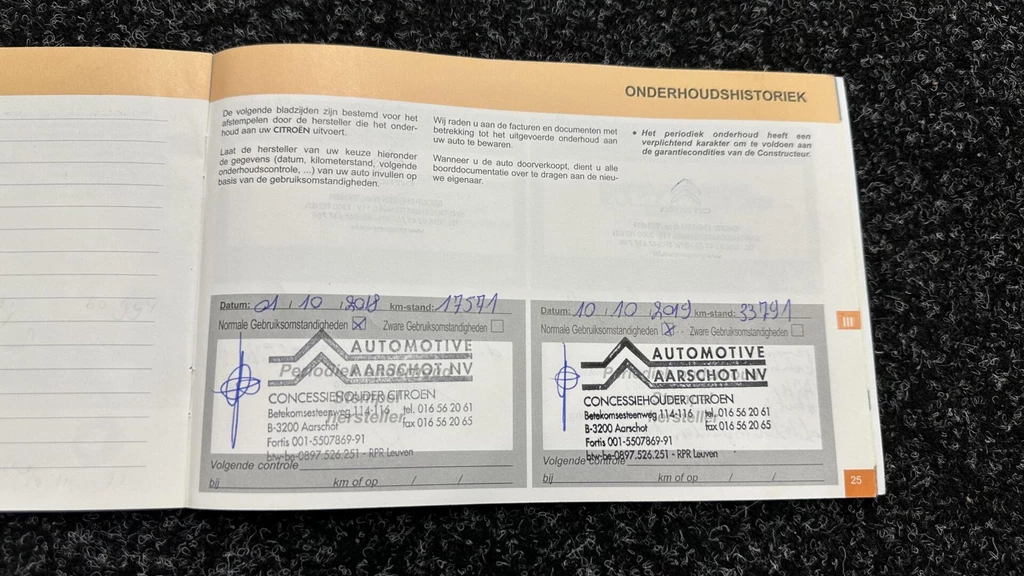 ONDERHOUDSHISTORIEK
De volgende bladzijden zijn bestemd voor het
afstempelen door de hersteller die het onder-
houd aan uw CITROËN uitvoert.
Laat de hersteller van uw keuze hieronder
de gegevens (datum, kilometerstand, volgende
onderhoudscontrole, ...) van uw auto invullen op
basis van de gebruiksomstandigheden.
Wij raden u aan de facturen en documenten met
betrekking tot het uitgevoerde onderhoud aan
uw auto te bewaren.
Wanneer u de auto doorverkoopt, dient u alle
boorddocumentatie over te dragen aan de nieu-
we eigenaar.
• Het periodiek onderhoud heeft een
verplichtend karakter om te voldoen aan
de garantiecondities van de Constructeur.
Datum: 01 / 10 / 2018 km-stand: 17571
Normale Gebruiksomstandigheden Zware Gebruiksomstandigheden
AUTOMOTIVE
AARSCHOT NV
CONCESSIEHOUDER CITROEN
Betekomsesteenweg 114-116 tel. 016 56 20 61
B-3200 Aarschot fax 016 56 20 65
Fortis 001-5507869-91
btw-be-0897.526.251 - RPR Leuven
hersteller
Volgende controle
bij km of op / /
Datum: 10 / 10 / 2019 km-stand: 33791
Normale Gebruiksomstandigheden Zware Gebruiksomstandigheden
AUTOMOTIVE
AARSCHOT NV
CONCESSIEHOUDER CITROEN
Betekomsesteenweg 114-116 tel. 016 56 20 61
B-3200 Aarschot fax 016 56 20 65
Fortis 001-5507869-91
btw-be-0897.526.251 - RPR Leuven
hersteller
Volgende controle
bij km of op / /
III
25